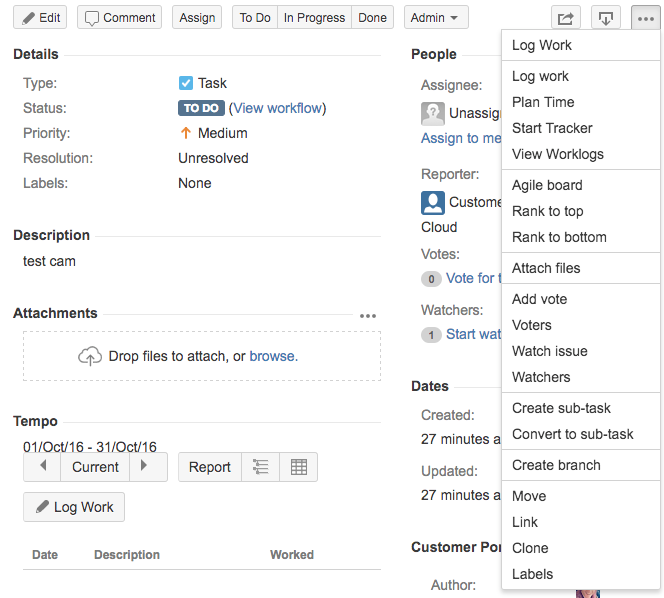 Edit Comment Assign To Do In Progress Done Admin
Details
Type: Task
Status: TO DO (View workflow)
Priority: Medium
Resolution: Unresolved
Labels: None
Description
test cam
Attachments
Drop files to attach, or browse.
Tempo
01/Oct/16 - 31/Oct/16
Current Report
Log Work
Date Description Worked
People
Assignee:
Assign to me
Reporter:
Cloud
Votes:
0 Vote for
Watchers:
1 Start
Dates
Created:
27 minutes
Updated:
27 minutes
Customer
Author:
Log Work
Log work
Plan Time
Start Tracker
View Worklogs
Agile board
Rank to top
Rank to bottom
Attach files
Add vote
Voters
Watch issue
Watchers
Create sub-task
Convert to sub-task
Create branch
Move
Link
Clone
Labels